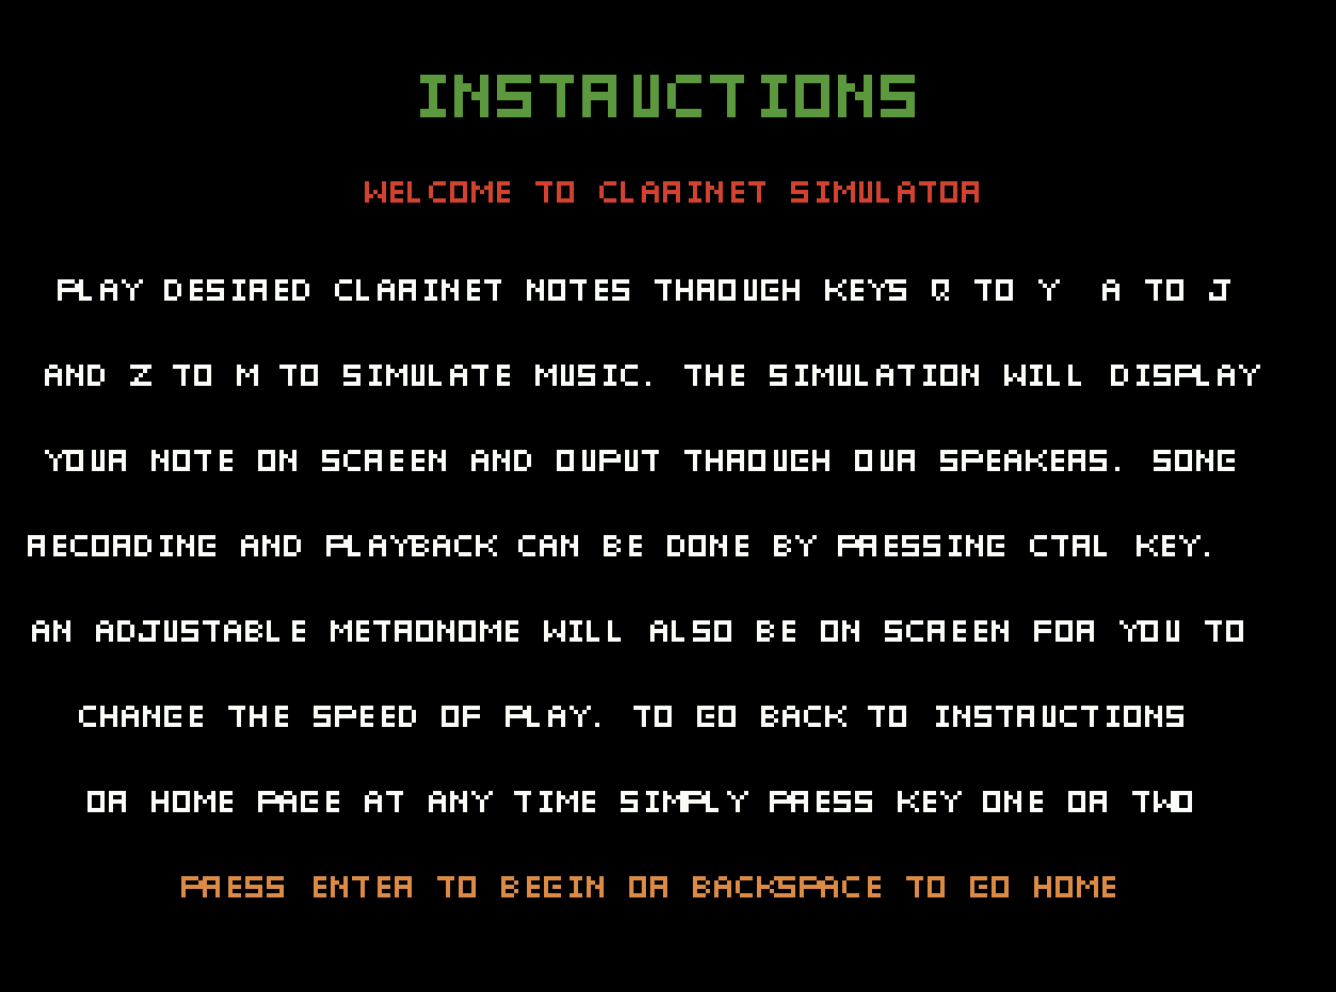 INSTRUCTIONS
WELCOME TO CLARINET SIMULATOR
PLAY DESIRED CLARINET NOTES THROUGH KEYS Q TO Y A TO J
AND Z TO M TO SIMULATE MUSIC. THE SIMULATION WILL DISPLAY
YOUR NOTE ON SCREEN AND OUPUT THROUGH OUR SPEAKERS. SONG
RECORDING AND PLAYBACK CAN BE DONE BY PRESSING CTRL KEY.
AN ADJUSTABLE METRONOME WILL ALSO BE ON SCREEN FOR YOU TO
CHANGE THE SPEED OF PLAY. TO GO BACK TO INSTRUCTIONS
OR HOME PAGE AT ANY TIME SIMPLY PRESS KEY ONE OR TWO
PRESS ENTER TO BEGIN OR BACKSPACE TO GO HOME